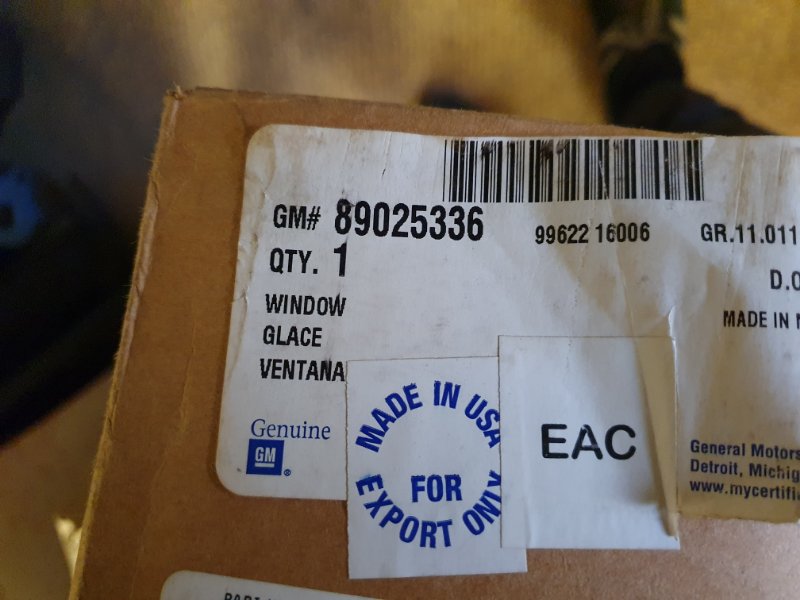 GM# 89025336
99622 16006
GR.11.011
QTY. 1
D.0
WINDOW
MADE IN
GLACE
VENTANA
MADE IN USA
FOR
EXPORT ONLY
EAC
Genuine
GM
General Motors
Detroit, Michig
www.mycertifi